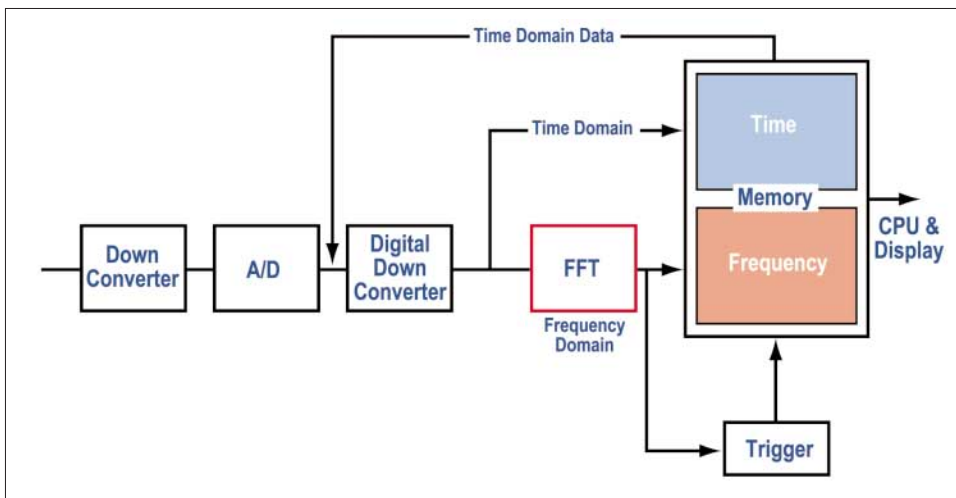 Time Domain Data
Time Domain
Time
Memory
Frequency
CPU &
Display
Down
Converter
A/D
Digital
Down
Converter
FFT
Frequency
Domain
Trigger